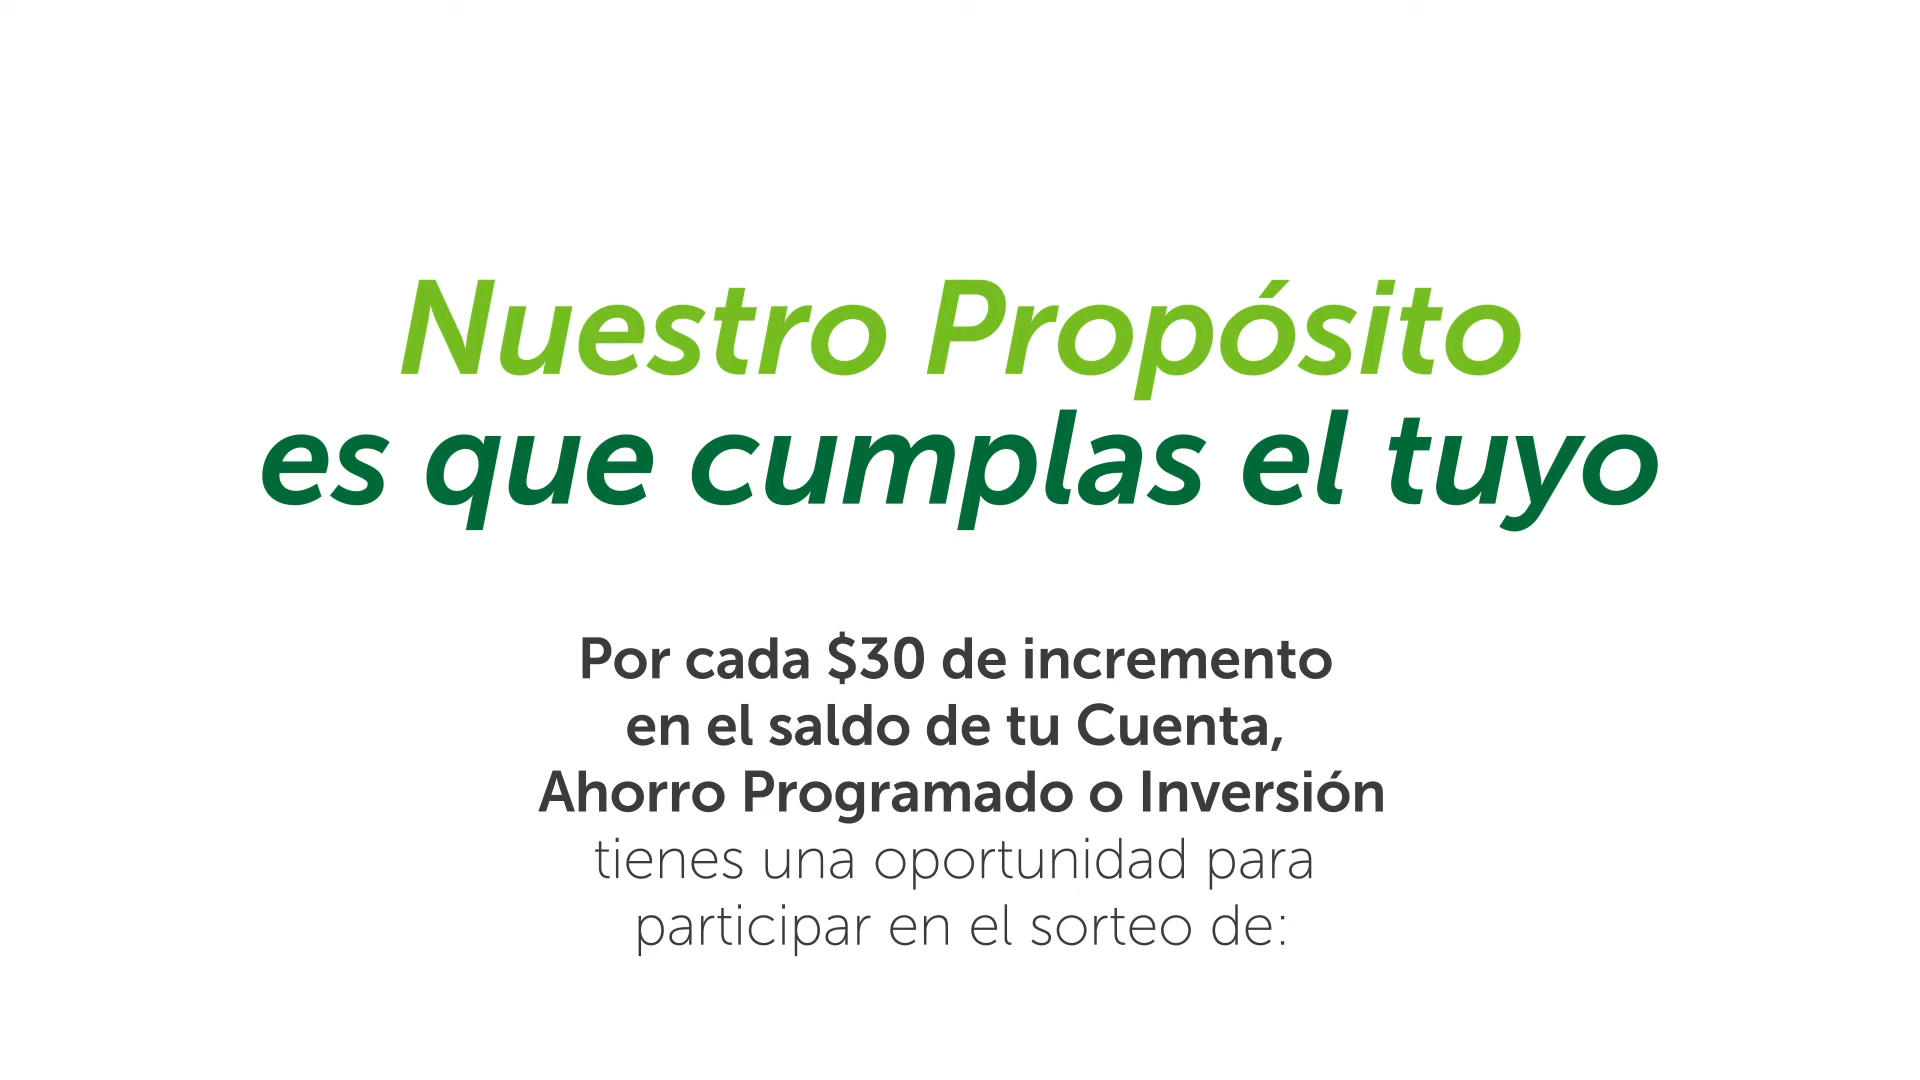 Nuestro Propósito
es que cumplas el tuyo
Por cada $30 de incremento
en el saldo de tu Cuenta,
Ahorro Programado o Inversión
tienes una oportunidad para
participar en el sorteo de: